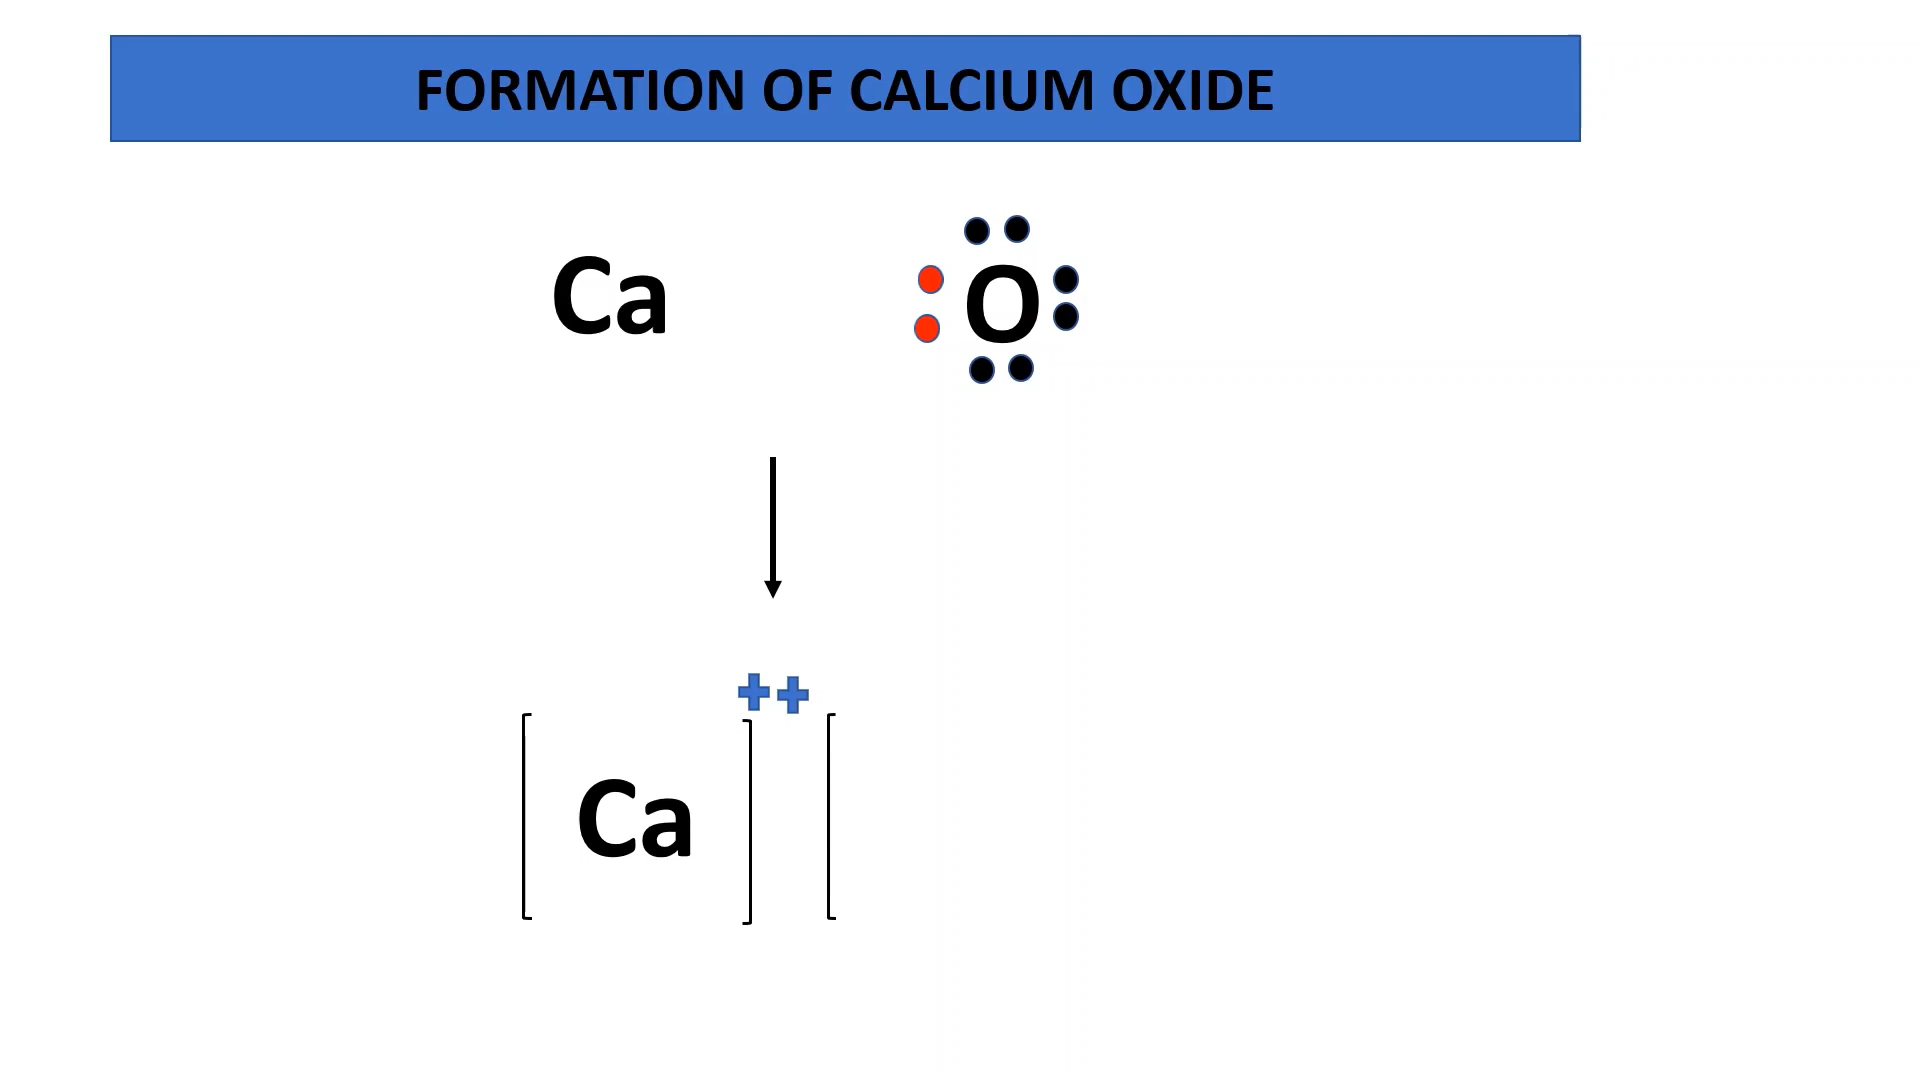 FORMATION OF CALCIUM OXIDE
Ca O
++
[ Ca ] [